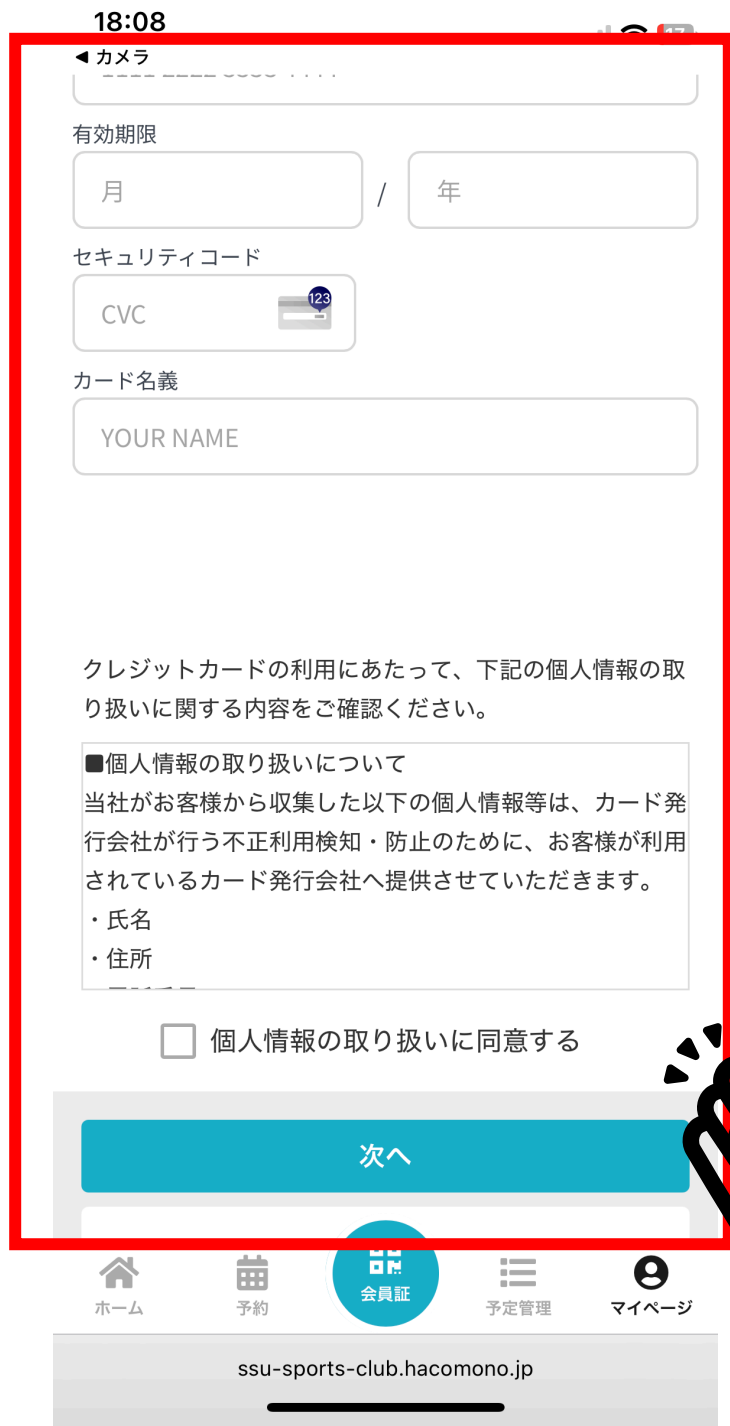 18:08
17
◀ カメラ
有効期限
月
/
年
セキュリティコード
CVC
123
カード名義
YOUR NAME
クレジットカードの利用にあたって、下記の個人情報の取
り扱いに関する内容をご確認ください。
■個人情報の取り扱いについて
当社がお客様から収集した以下の個人情報等は、カード発
行会社が行う不正利用検知・防止のために、お客様が利用
されているカード発行会社へ提供させていただきます。
・氏名
・住所
個人情報の取り扱いに同意する
次へ
ホーム
予約
会員証
予定管理
マイページ
ssu-sports-club.hacomono.jp